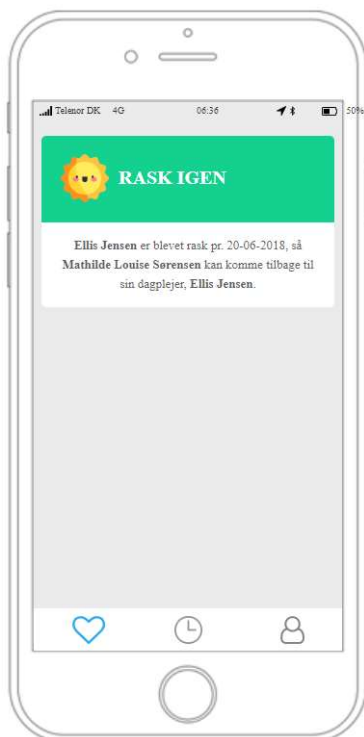 Telenor DK 4G 06:36 50%
RASK IGEN
Ellis Jensen er blevet rask pr. 20-06-2018, så
Mathilde Louise Sørensen kan komme tilbage til
sin dagplejer, Ellis Jensen.